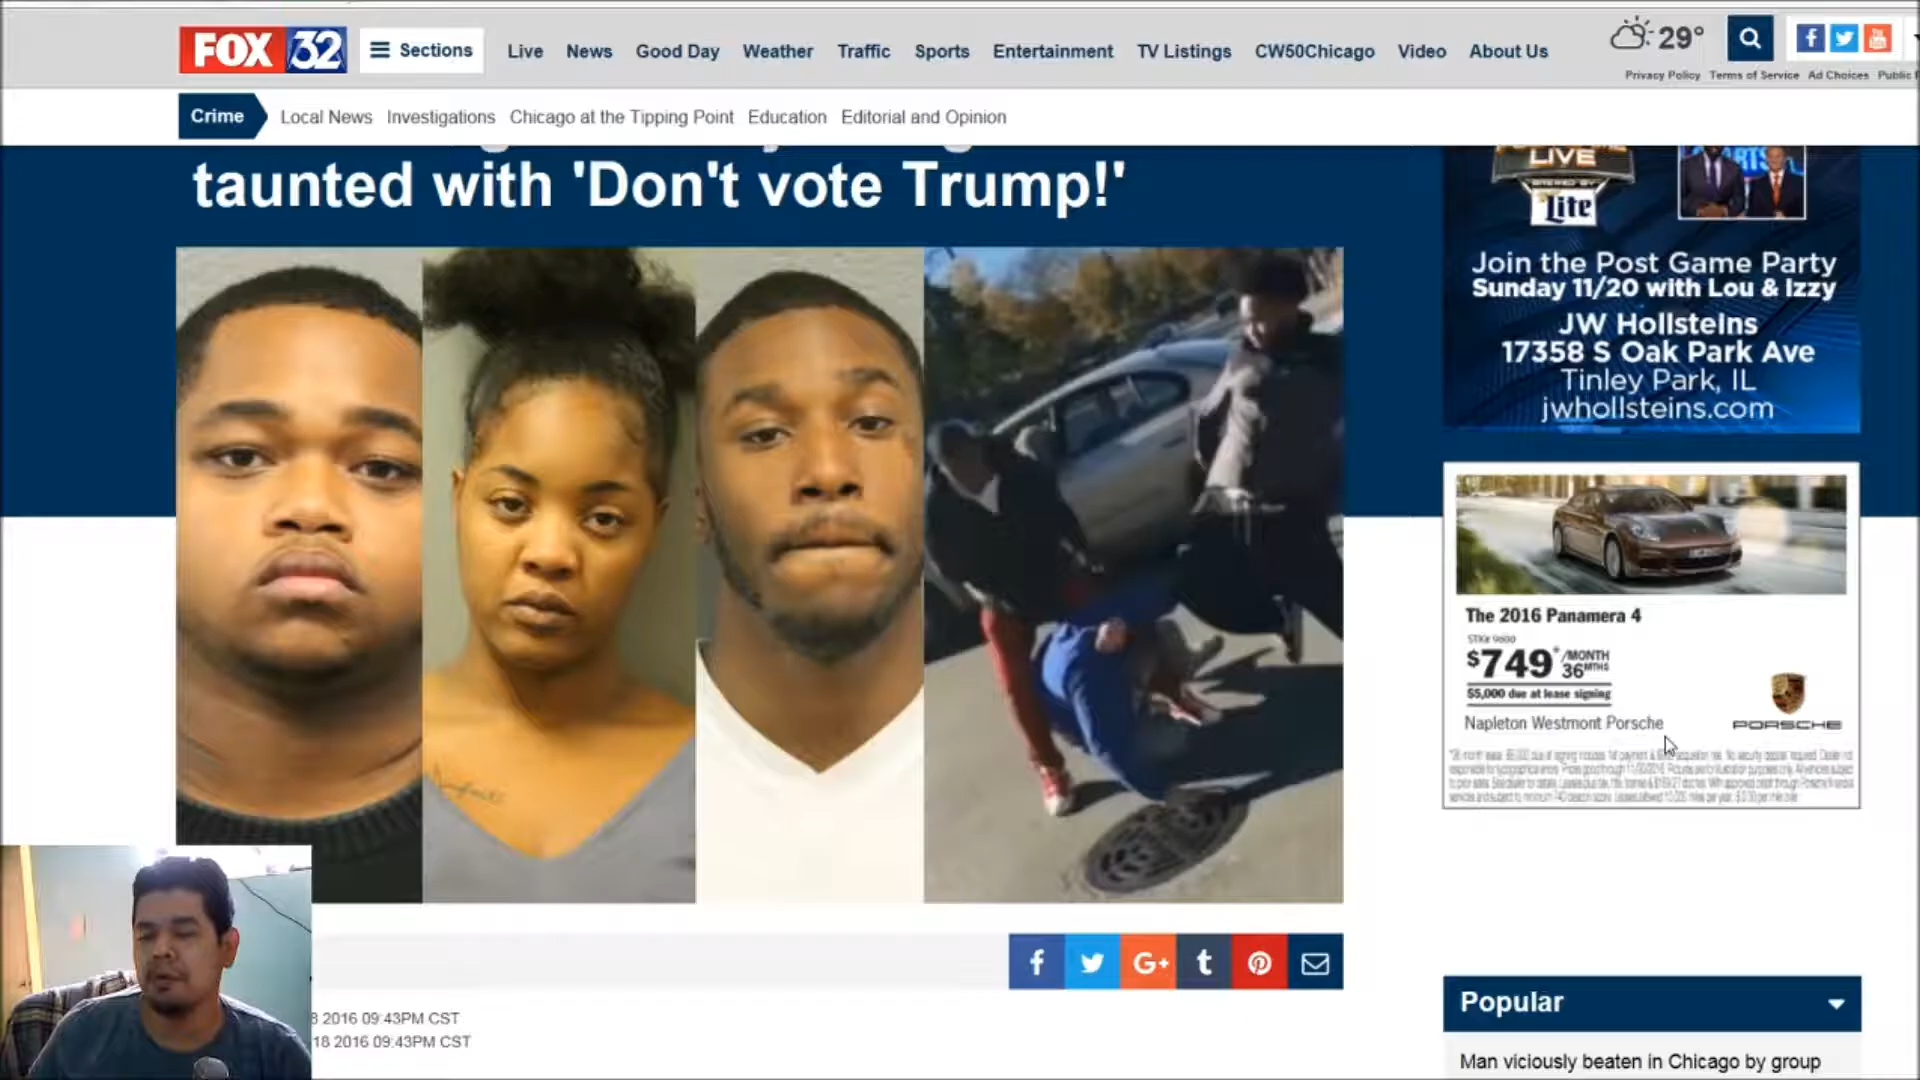 FOX 32
Sections
Live
News
Good Day
Weather
Traffic
Sports
Entertainment
TV Listings
CW50Chicago
Video
About Us
29°
Privacy Policy
Terms of Service
Ad Choices
Public
Crime
Local News
Investigations
Chicago at the Tipping Point
Education
Editorial and Opinion
taunted with 'Don't vote Trump!'
LIVE
Lite
Join the Post Game Party
Sunday 11/20 with Lou & Izzy
JW Hollsteins
17358 S Oak Park Ave
Tinley Park, IL
jwhollsteins.com
The 2016 Panamera 4
$749* /MONTH
36 MTHS
$5,000 due at lease signing
Napleton Westmont Porsche
PORSCHE
8 2016 09:43PM CST
18 2016 09:43PM CST
Popular
Man viciously beaten in Chicago by group